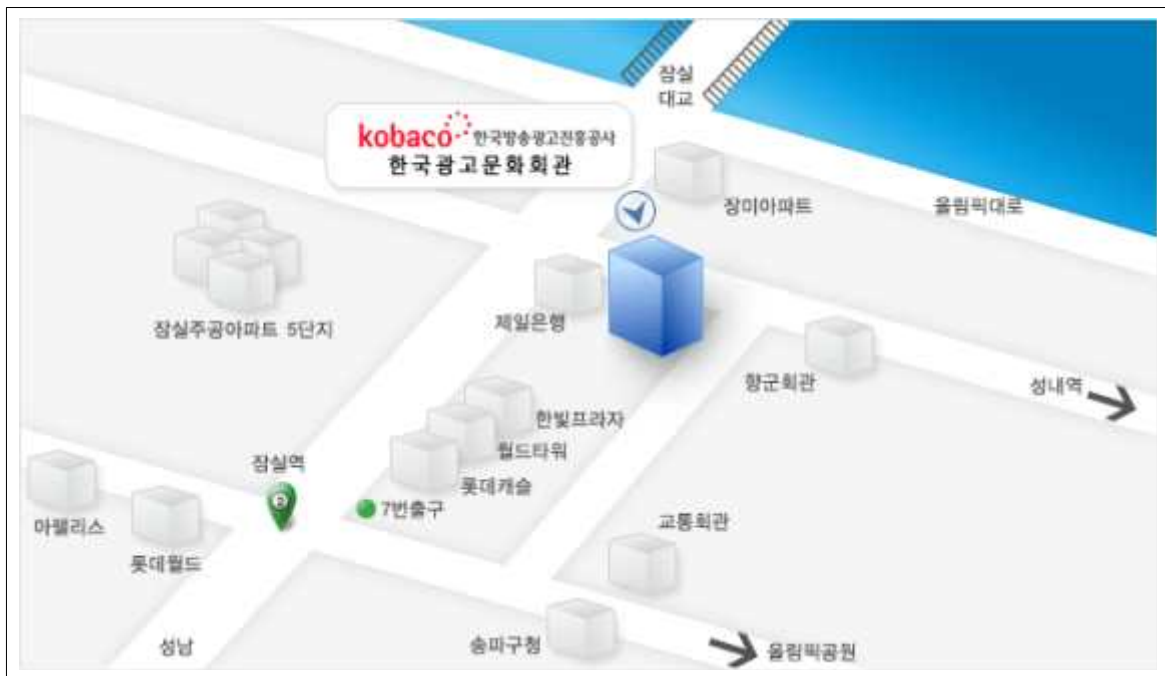 잠실
대교
kobaco 한국방송광고진흥공사
한국광고문화회관
장미아파트
올림픽대로
제일은행
잠실주공아파트 5단지
향군회관
성내역
한빛프라자
월드타워
잠실역
롯데캐슬
2
7번출구
아펠리스
롯데월드
교통회관
성남
송파구청
올림픽공원